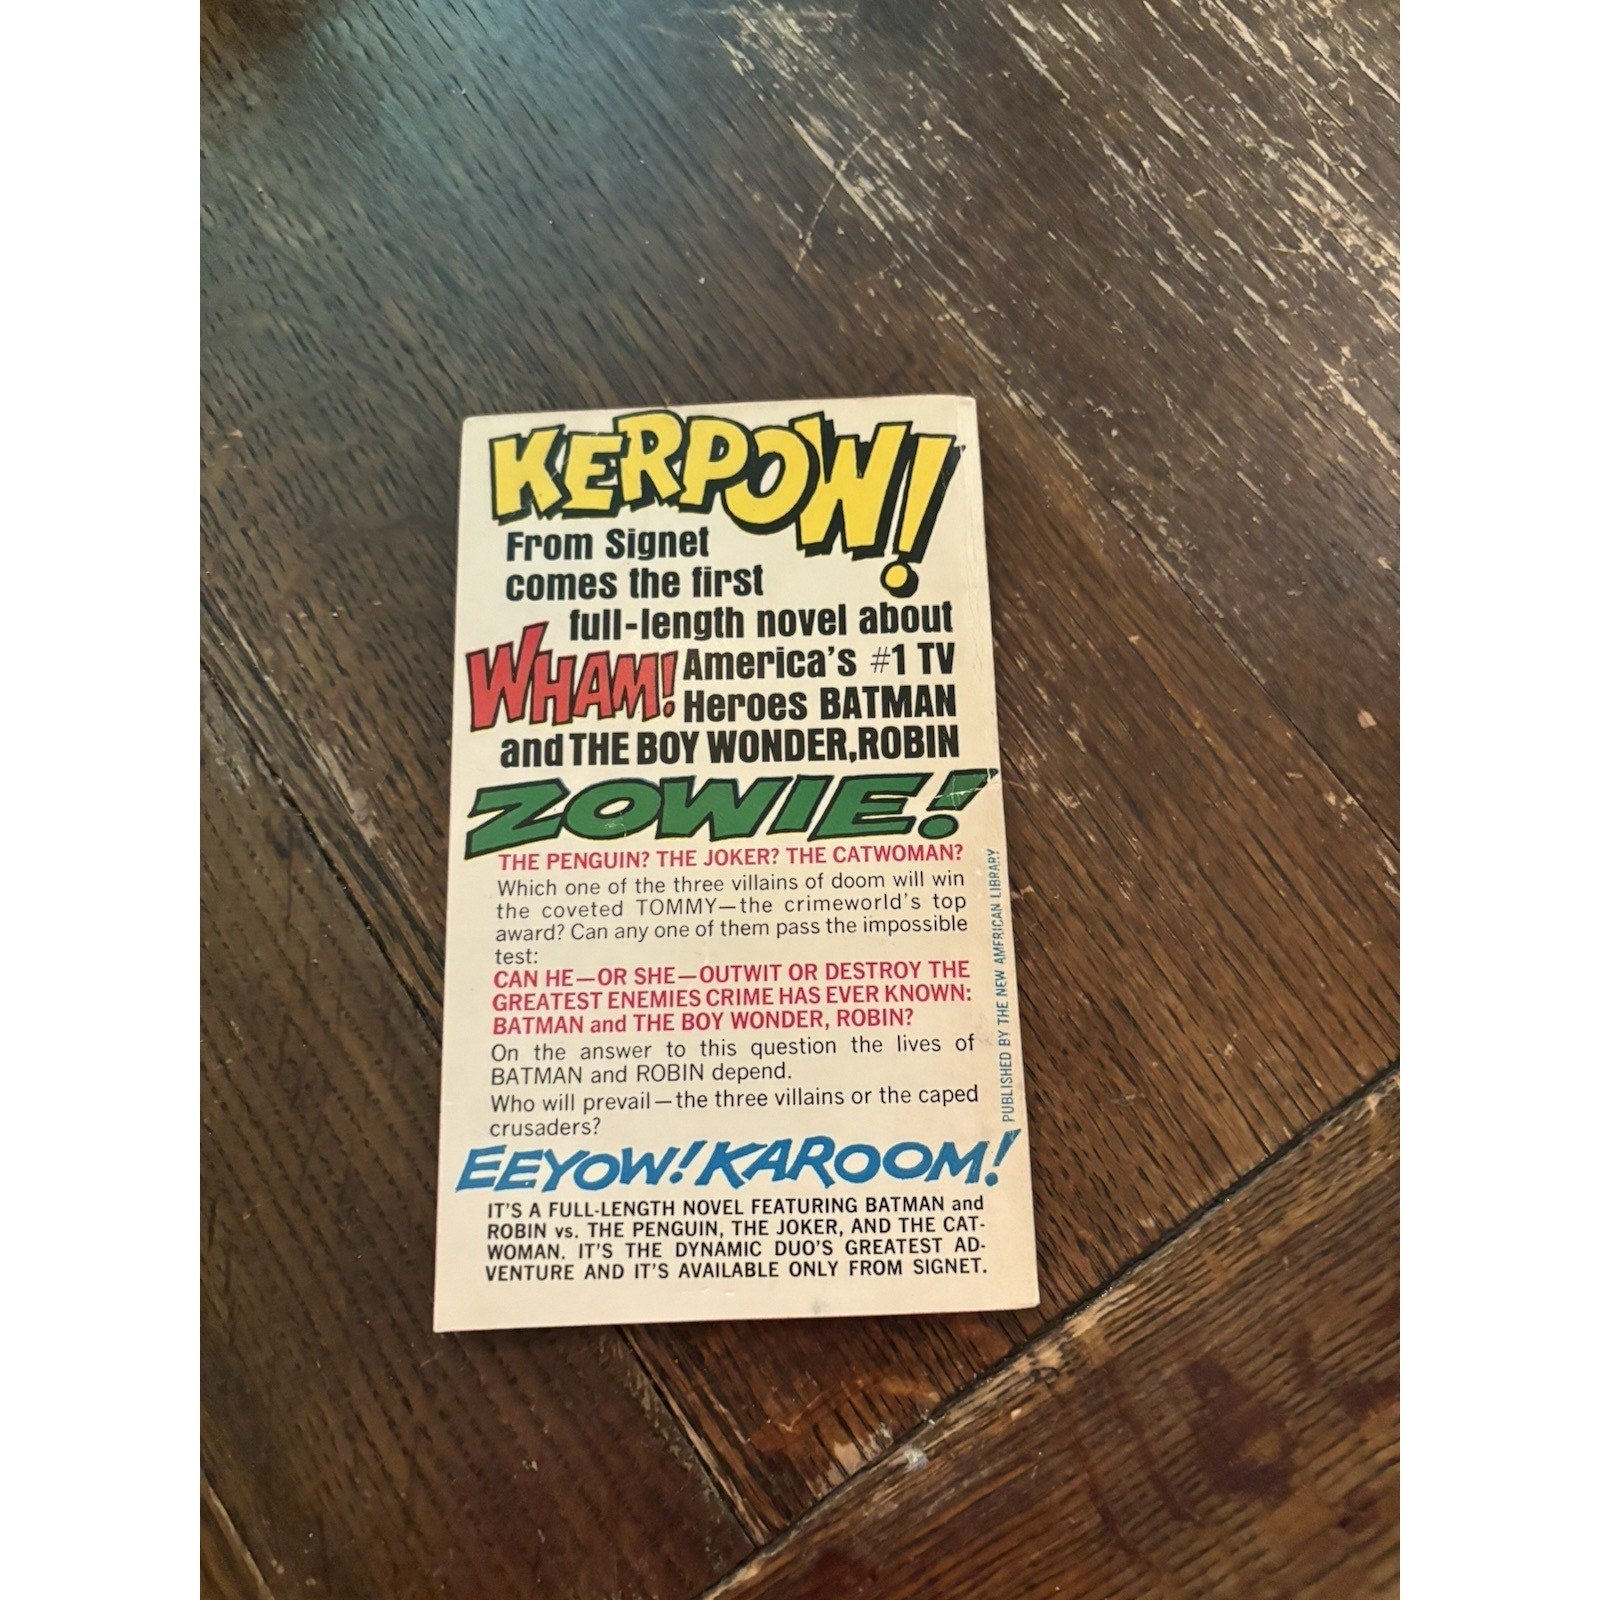 KERPOW!
From Signet
comes the first
full-length novel about
WHAM! America's #1 TV
Heroes BATMAN
and THE BOY WONDER, ROBIN
ZOWIE!
THE PENGUIN? THE JOKER? THE CATWOMAN?
Which one of the three villains of doom will win
the coveted TOMMY—the crimeworld's top
award? Can any one of them pass the impossible
test:
CAN HE—OR SHE—OUTWIT OR DESTROY THE
GREATEST ENEMIES CRIME HAS EVER KNOWN:
BATMAN and THE BOY WONDER, ROBIN?
On the answer to this question the lives of
BATMAN and ROBIN depend.
Who will prevail—the three villains or the caped
crusaders?
EEYOW! KAROOM!
IT'S A FULL-LENGTH NOVEL FEATURING BATMAN and
ROBIN vs. THE PENGUIN, THE JOKER, AND THE CAT-
WOMAN. IT'S THE DYNAMIC DUO'S GREATEST AD-
VENTURE AND IT'S AVAILABLE ONLY FROM SIGNET.
PUBLISHED BY THE NEW AMERICAN LIBRARY